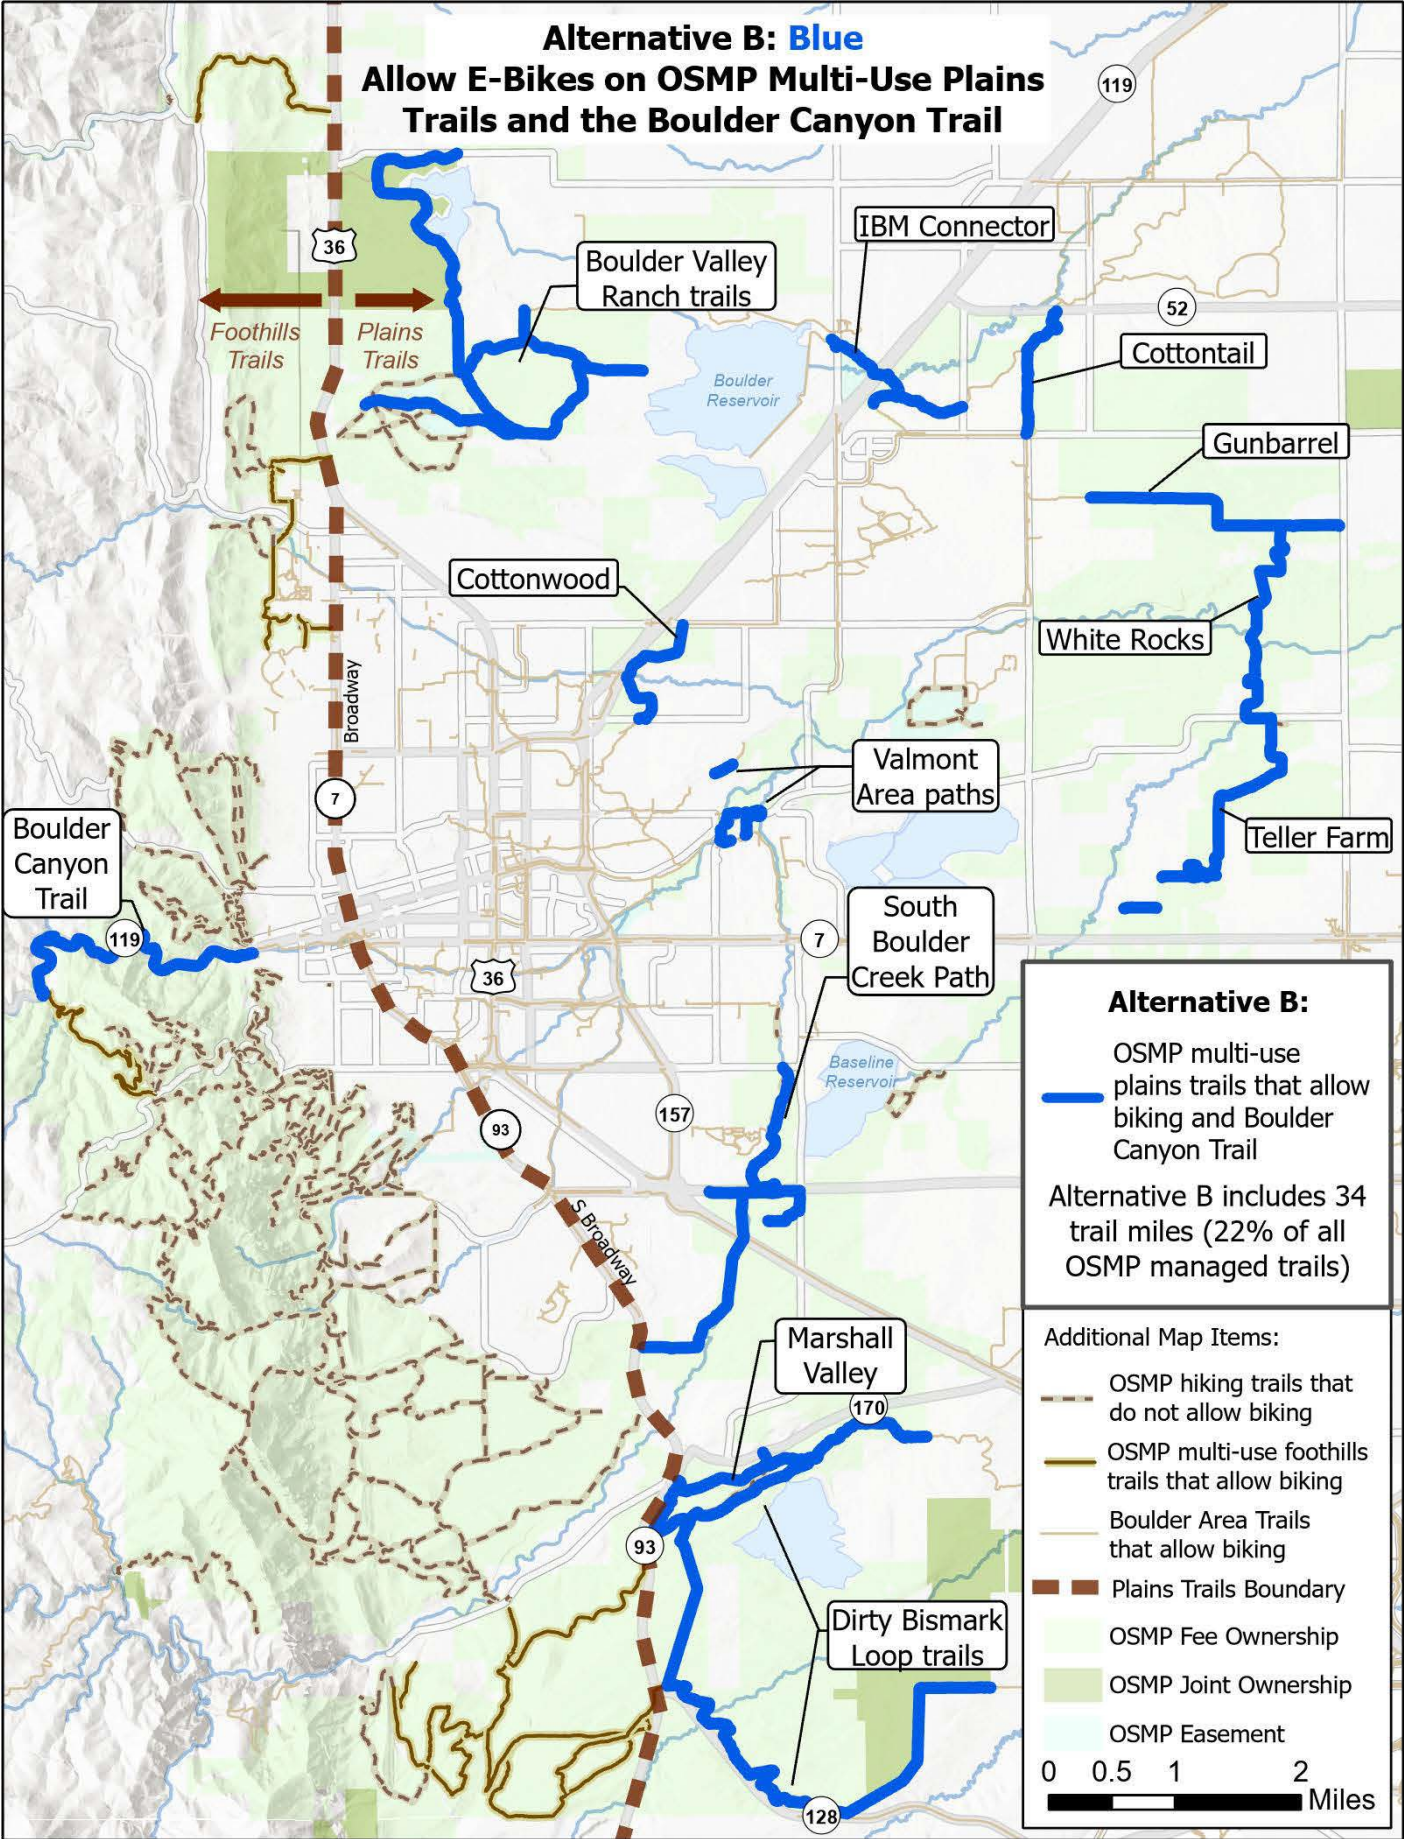 Alternative B: Blue
Allow E-Bikes on OSMP Multi-Use Plains
Trails and the Boulder Canyon Trail
119
IBM Connector
36
Boulder Valley
Ranch trails
52
Foothills
Trails
Plains
Trails
Cottontail
Boulder
Reservoir
Gunbarrel
Cottonwood
White Rocks
Broadway
Valmont
Area paths
7
Boulder
Canyon
Trail
Teller Farm
119
South
Boulder
Creek Path
7
36
Baseline
Reservoir
157
93
S Broadway
Marshall
Valley
170
93
Dirty Bismark
Loop trails
128
Alternative B:
OSMP multi-use
plains trails that allow
biking and Boulder
Canyon Trail
Alternative B includes 34
trail miles (22% of all
OSMP managed trails)
Additional Map Items:
OSMP hiking trails that
do not allow biking
OSMP multi-use foothills
trails that allow biking
Boulder Area Trails
that allow biking
Plains Trails Boundary
OSMP Fee Ownership
OSMP Joint Ownership
OSMP Easement
0 0.5 1 2
Miles